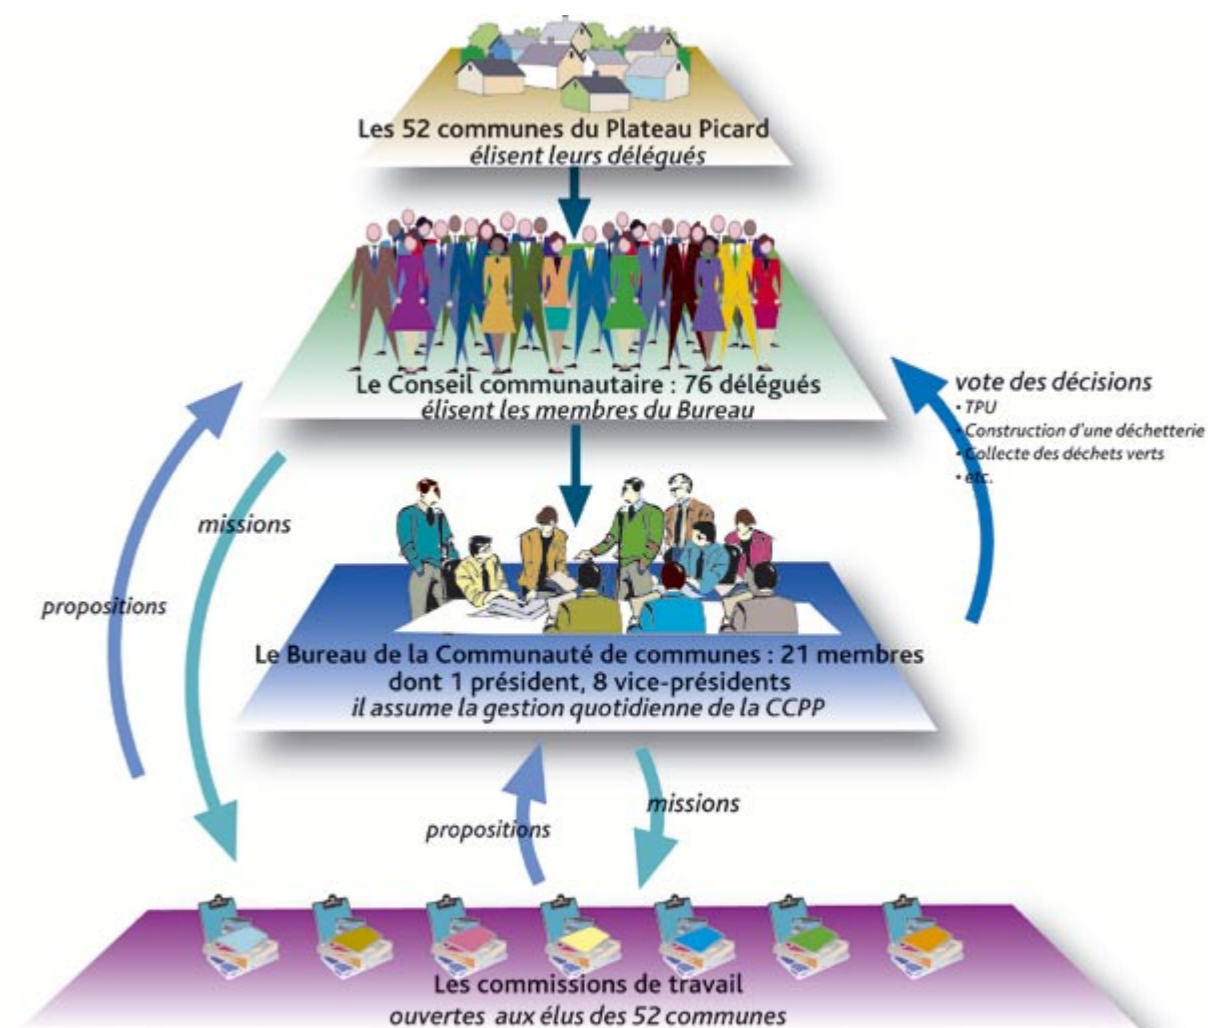 Les 52 communes du Plateau Picard
élisent leurs délégués
Le Conseil communautaire : 76 délégués
élisent les membres du Bureau
vote des décisions
• TPU
• Construction d'une déchetterie
• Collecte des déchets verts
• etc.
missions
propositions
Le Bureau de la Communauté de communes : 21 membres
dont 1 président, 8 vice-présidents
il assume la gestion quotidienne de la CCPP
missions
propositions
Les commissions de travail
ouvertes aux élus des 52 communes